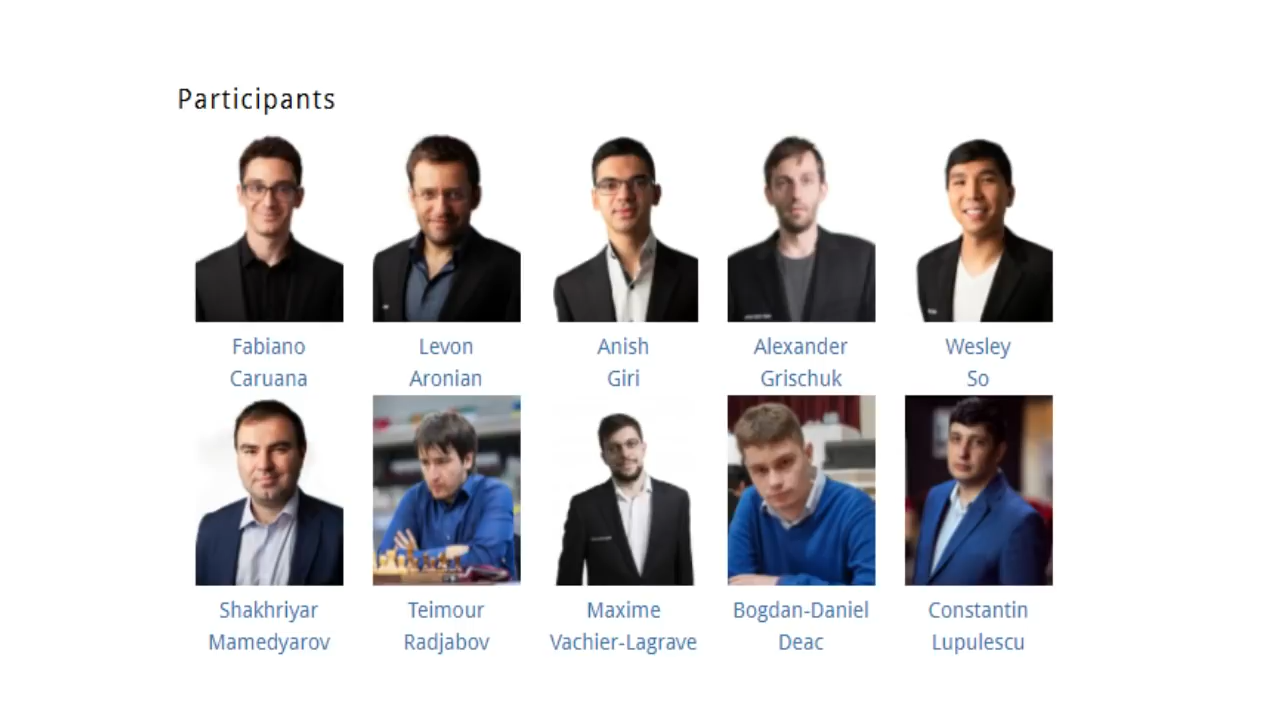 Participants
Fabiano Levon Anish Alexander Wesley
Caruana Aronian Giri Grischuk So
Shakhriyar Teimour Maxime Bogdan-Daniel Constantin
Mamedyarov Radjabov Vachier-Lagrave Deac Lupulescu